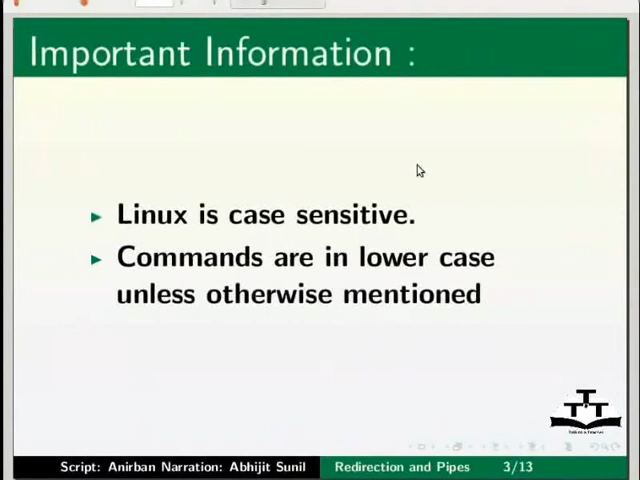 Important Information :
Linux is case sensitive.
Commands are in lower case
unless otherwise mentioned
TTT
Script: Anirban Narration: Abhijit Sunil
Redirection and Pipes
3/13